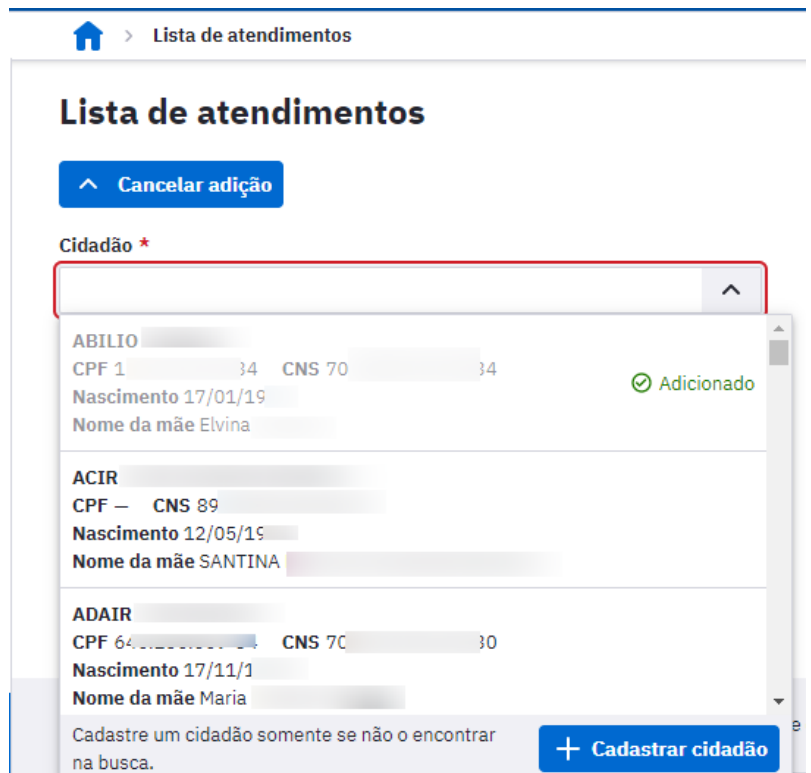 > Lista de atendimentos
Lista de atendimentos
Cancelar adição
Cidadão *
ABILIO
CPF 1 34 CNS 70 34
Nascimento 17/01/19
Nome da mãe Elvina
Adicionado
ACIR
CPF — CNS 89
Nascimento 12/05/19
Nome da mãe SANTINA
ADAIR
CPF 64 CNS 70 30
Nascimento 17/11/1
Nome da mãe Maria
Cadastre um cidadão somente se não o encontrar
na busca.
+ Cadastrar cidadão
e